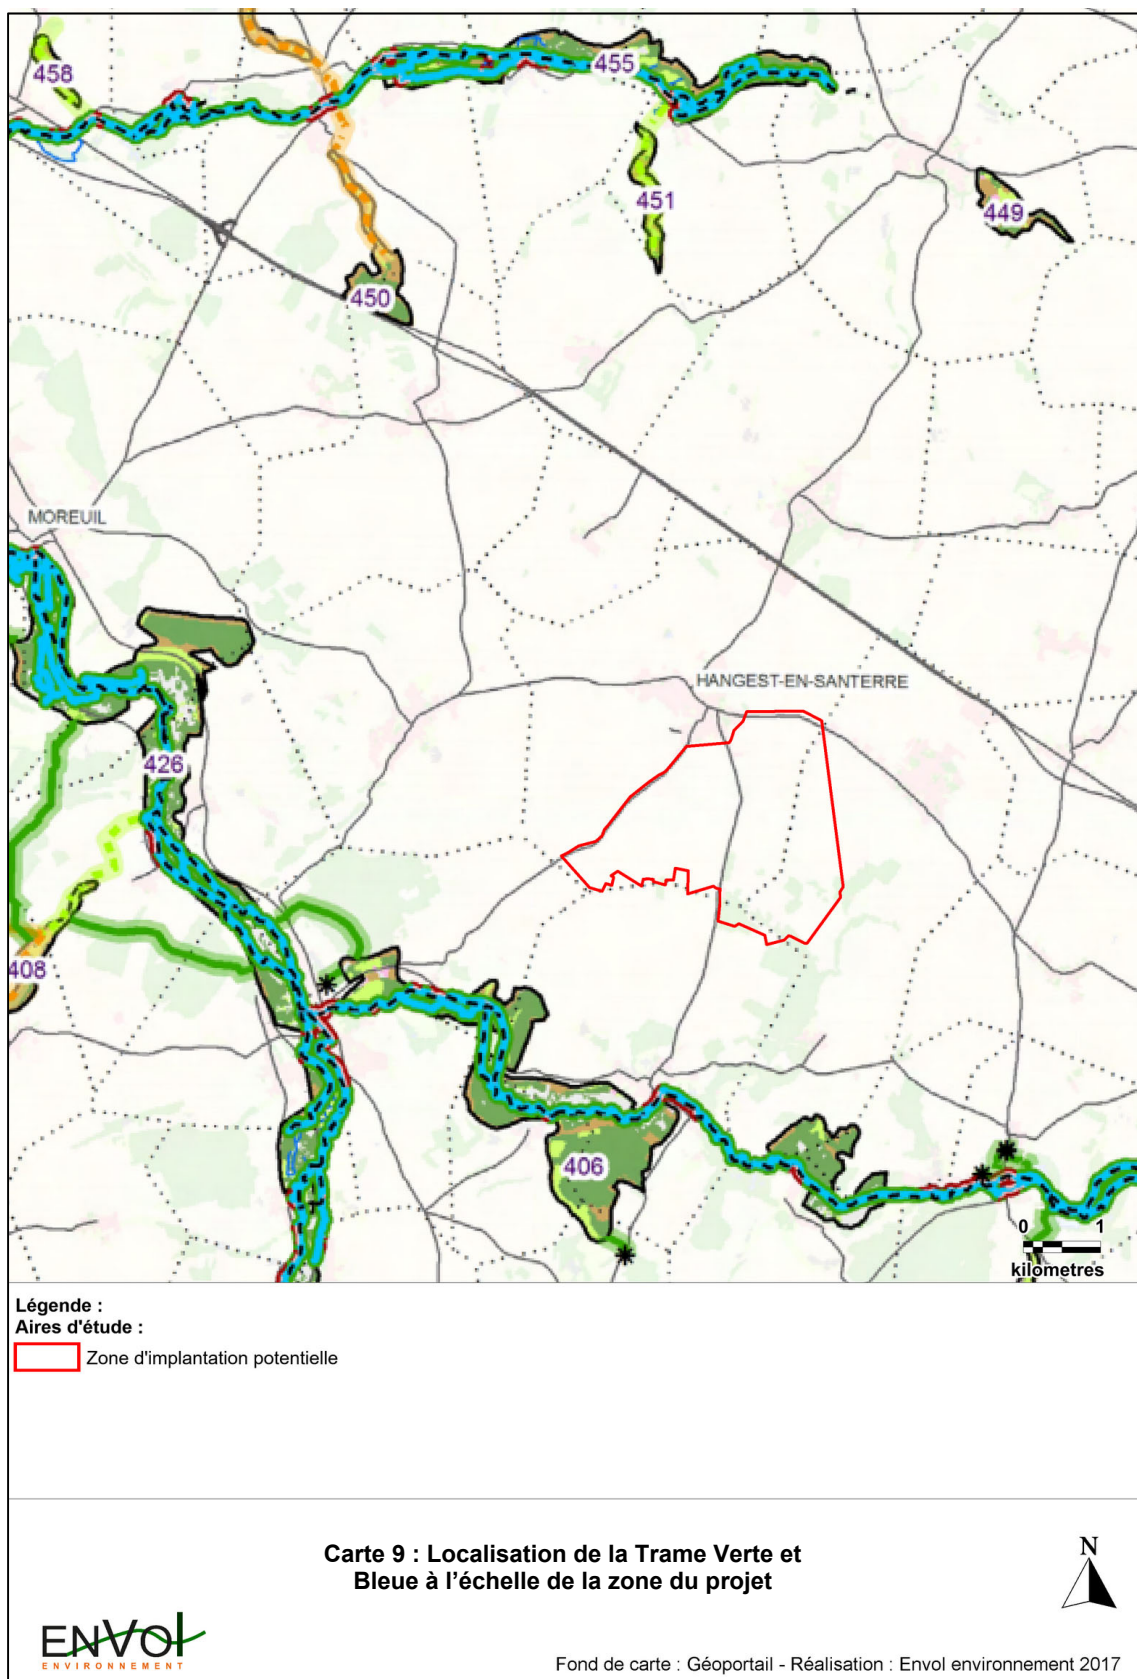 458
455
451
449
450
MOREUIL
HANGEST-EN-SANTERRE
426
408
406
0 1
kilometres
Légende :
Aires d'étude :
Zone d'implantation potentielle
Carte 9 : Localisation de la Trame Verte et
Bleue à l'échelle de la zone du projet
N
ENVOl
ENVIRONNEMENT
Fond de carte : Géoportail - Réalisation : Envol environnement 2017